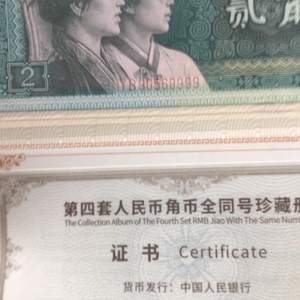 贰角
2
第四套人民币角币全同号珍藏册
The Collection Album of The Fourth Set RMB Jiao With The Same Num
证书 Certificate
货币发行：中国人民银行